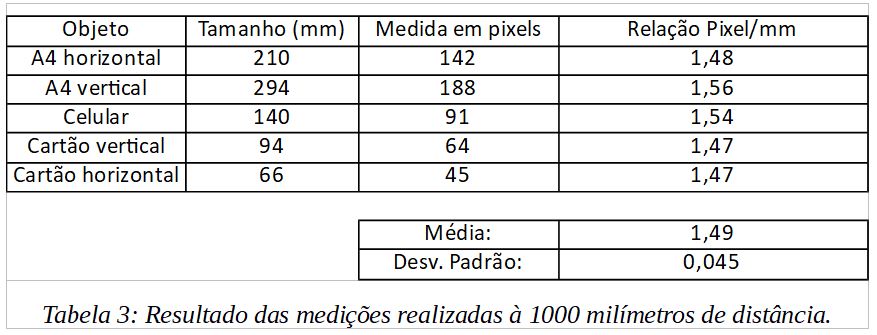 Objeto Tamanho (mm) Medida em pixels Relação Pixel/mm
A4 horizontal 210 142 1,48
A4 vertical 294 188 1,56
Celular 140 91 1,54
Cartão vertical 94 64 1,47
Cartão horizontal 66 45 1,47
Média: 1,49
Desv. Padrão: 0,045
Tabela 3: Resultado das medições realizadas à 1000 milímetros de distância.